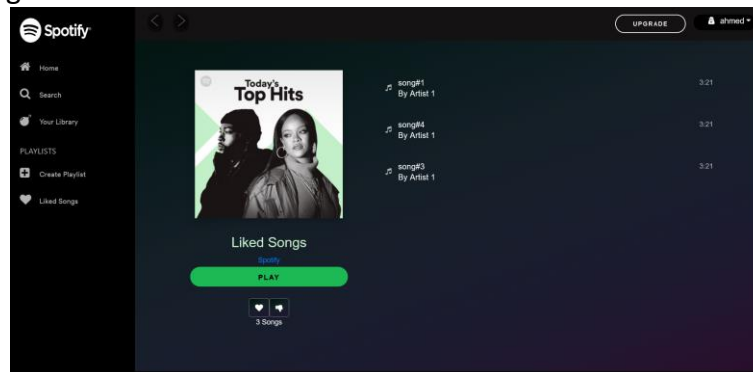 Spotify
UPGRADE
ahmed
Home
Search
Your Library
PLAYLISTS
Create Playlist
Liked Songs
Today's
Top Hits
Liked Songs
Spotify
PLAY
3 Songs
song#1 3:21
By Artist 1
song#4 3:21
By Artist 1
song#3 3:21
By Artist 1